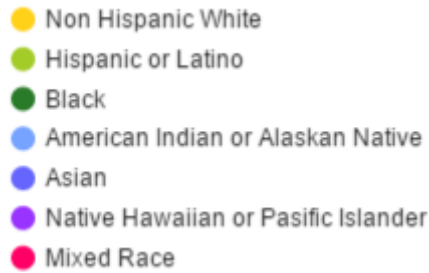 Non Hispanic White
Hispanic or Latino
Black
American Indian or Alaskan Native
Asian
Native Hawaiian or Pasific Islander
Mixed Race